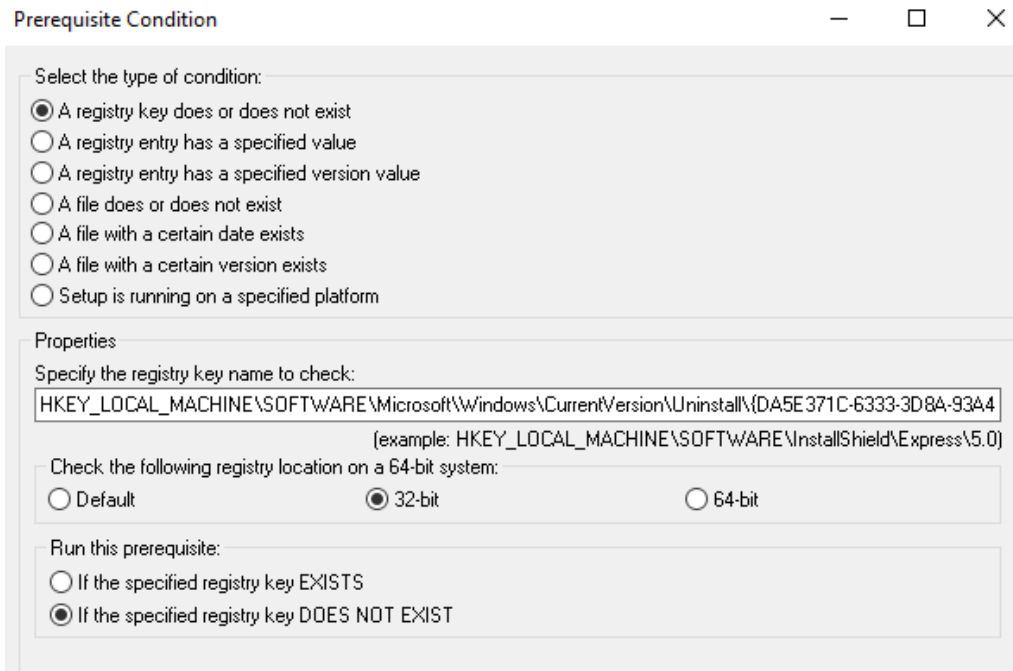 Prerequisite Condition
Select the type of condition:
A registry key does or does not exist
A registry entry has a specified value
A registry entry has a specified version value
A file does or does not exist
A file with a certain date exists
A file with a certain version exists
Setup is running on a specified platform
Properties
Specify the registry key name to check:
HKEY_LOCAL_MACHINE\SOFTWARE\Microsoft\Windows\CurrentVersion\Uninstall\{DA5E371C-6333-3D8A-93A4
(example: HKEY_LOCAL_MACHINE\SOFTWARE\InstallShield\Express\5.0)
Check the following registry location on a 64-bit system:
Default 32-bit 64-bit
Run this prerequisite:
If the specified registry key EXISTS
If the specified registry key DOES NOT EXIST